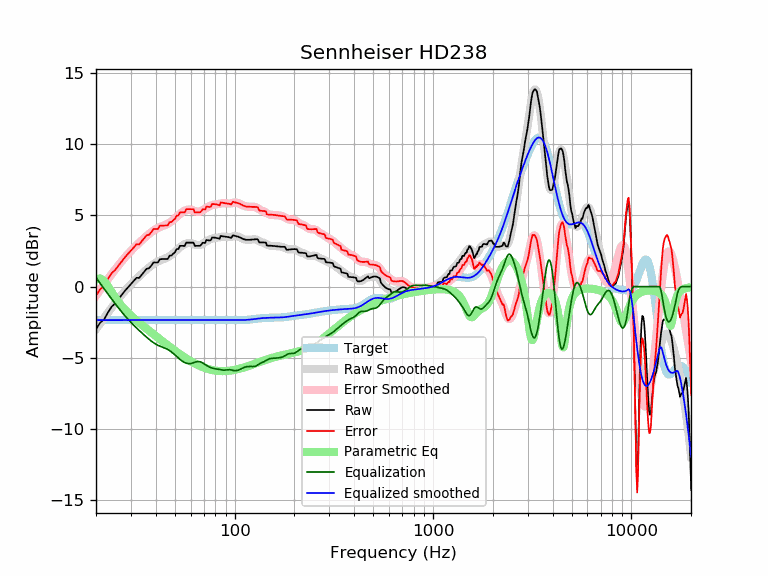 Sennheiser HD238
15
10
5
0
−5
−10
−15
Amplitude (dBr)
Target
Raw Smoothed
Error Smoothed
Raw
Error
Parametric Eq
Equalization
Equalized smoothed
100
1000
10000
Frequency (Hz)